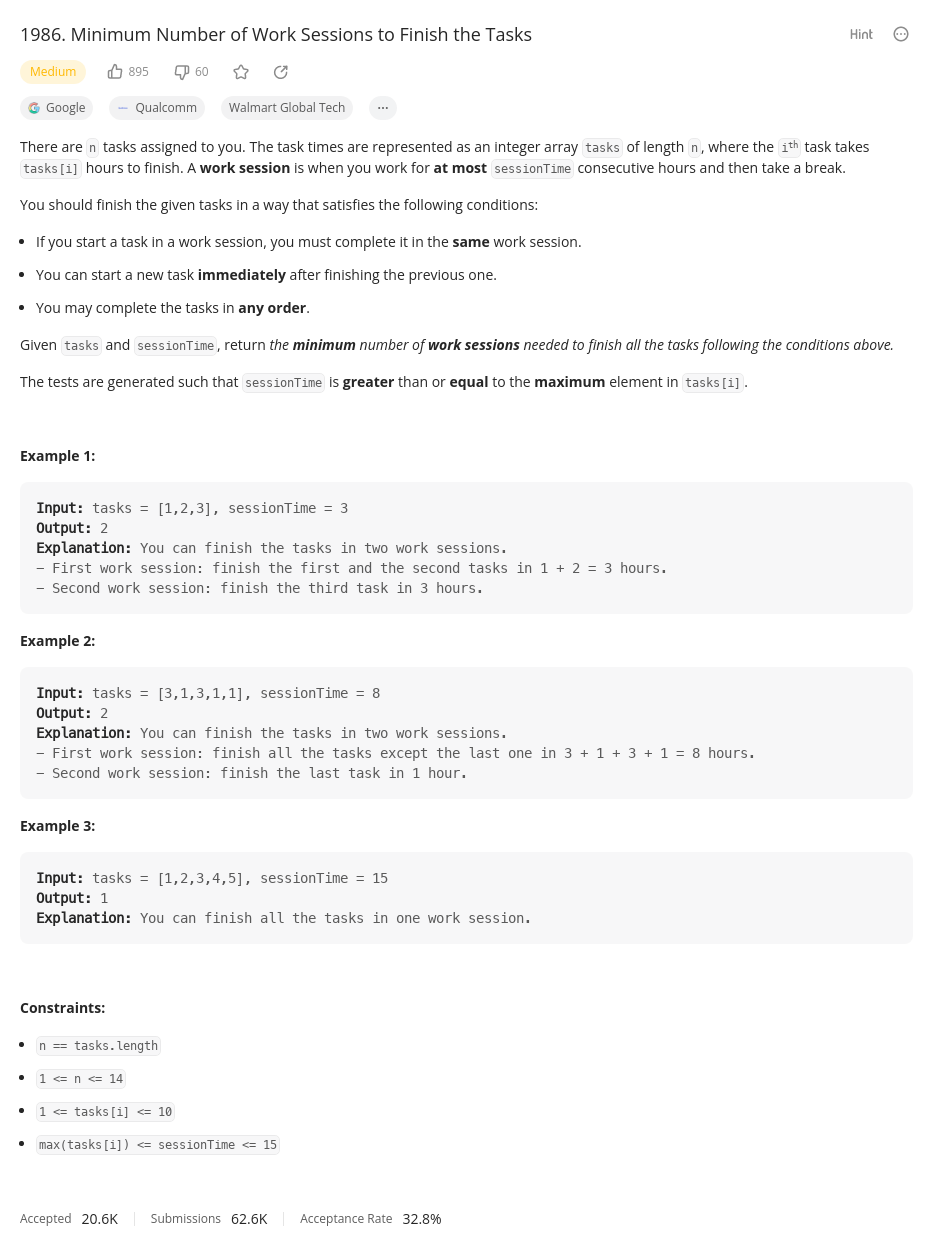 1986. Minimum Number of Work Sessions to Finish the Tasks
Hint
Medium
895
60
Google
Qualcomm
Walmart Global Tech
There are n tasks assigned to you. The task times are represented as an integer array tasks of length n, where the ith task takes
tasks[i] hours to finish. A work session is when you work for at most sessionTime consecutive hours and then take a break.
You should finish the given tasks in a way that satisfies the following conditions:
• If you start a task in a work session, you must complete it in the same work session.
• You can start a new task immediately after finishing the previous one.
• You may complete the tasks in any order.
Given tasks and sessionTime, return the minimum number of work sessions needed to finish all the tasks following the conditions above.
The tests are generated such that sessionTime is greater than or equal to the maximum element in tasks[i].
Example 1:
Input: tasks = [1,2,3], sessionTime = 3
Output: 2
Explanation: You can finish the tasks in two work sessions.
– First work session: finish the first and the second tasks in 1 + 2 = 3 hours.
– Second work session: finish the third task in 3 hours.
Example 2:
Input: tasks = [3,1,3,1,1], sessionTime = 8
Output: 2
Explanation: You can finish the tasks in two work sessions.
– First work session: finish all the tasks except the last one in 3 + 1 + 3 + 1 = 8 hours.
– Second work session: finish the last task in 1 hour.
Example 3:
Input: tasks = [1,2,3,4,5], sessionTime = 15
Output: 1
Explanation: You can finish all the tasks in one work session.
Constraints:
• n == tasks.length
• 1 <= n <= 14
• 1 <= tasks[i] <= 10
• max(tasks[i]) <= sessionTime <= 15
Accepted 20.6K
Submissions 62.6K
Acceptance Rate 32.8%